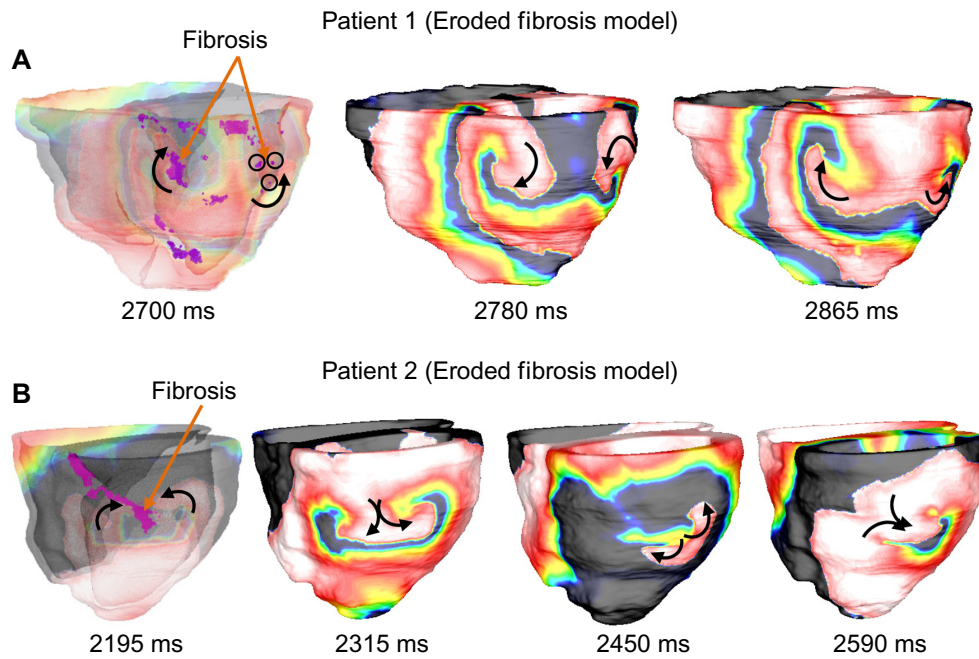 Patient 1 (Eroded fibrosis model)
A
Fibrosis
2700 ms
2780 ms
2865 ms
Patient 2 (Eroded fibrosis model)
B
Fibrosis
2195 ms
2315 ms
2450 ms
2590 ms